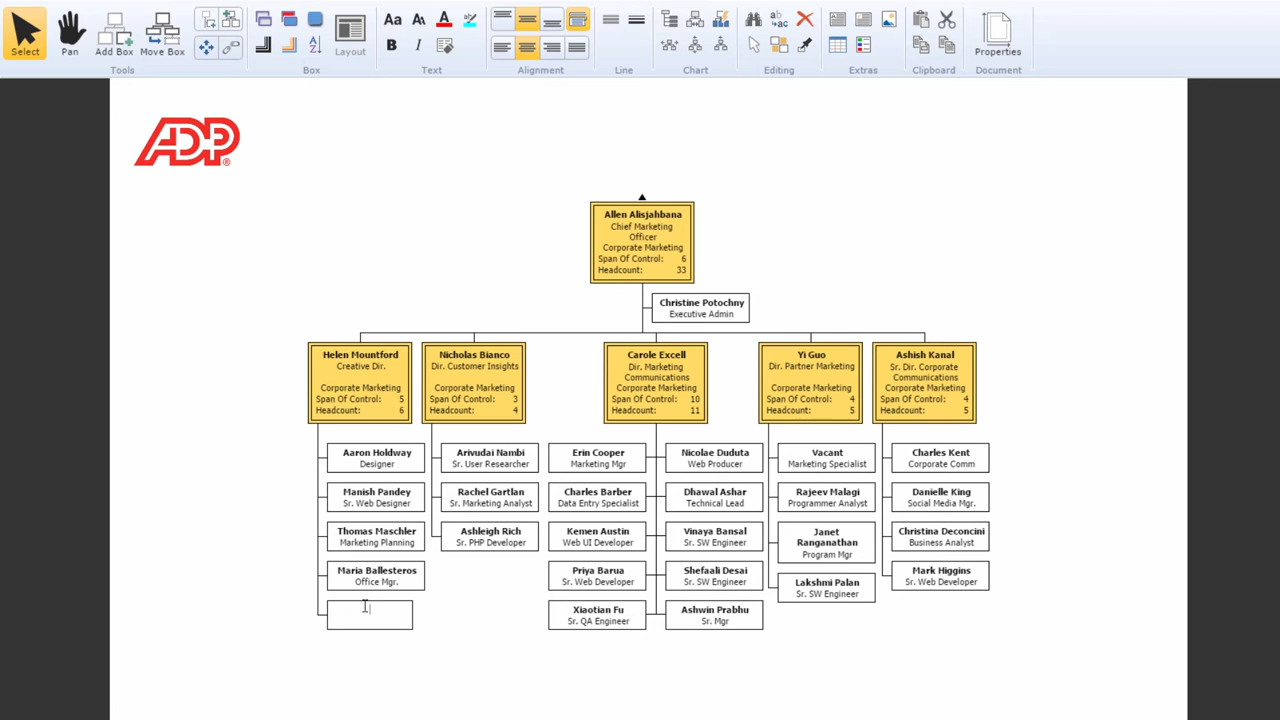 Select
Pan
Add Box
Move Box
Tools
Layout
Box
Aa
A
A
B
I
Text
Alignment
Line
Chart
Editing
Extras
Clipboard
Properties
Document
ADP®
Allen Alisjahbana
Chief Marketing
Officer
Corporate Marketing
Span Of Control: 6
Headcount: 33
Christine Potochny
Executive Admin
Helen Mountford
Creative Dir.
Corporate Marketing
Span Of Control: 5
Headcount: 6
Nicholas Bianco
Dir. Customer Insights
Corporate Marketing
Span Of Control: 3
Headcount: 4
Carole Excell
Dir. Marketing
Communications
Corporate Marketing
Span Of Control: 10
Headcount: 11
Yi Guo
Dir. Partner Marketing
Corporate Marketing
Span Of Control: 4
Headcount: 5
Ashish Kanal
Sr. Dir. Corporate
Communications
Corporate Marketing
Span Of Control: 4
Headcount: 5
Aaron Holdway
Designer
Manish Pandey
Sr. Web Designer
Thomas Maschler
Marketing Planning
Maria Ballesteros
Office Mgr.
Arivudai Nambi
Sr. User Researcher
Rachel Gartlan
Sr. Marketing Analyst
Ashleigh Rich
Sr. PHP Developer
Erin Cooper
Marketing Mgr
Charles Barber
Data Entry Specialist
Kemen Austin
Web UI Developer
Priya Barua
Sr. Web Developer
Xiaotian Fu
Sr. QA Engineer
Nicolae Duduta
Web Producer
Dhawal Ashar
Technical Lead
Vinaya Bansal
Sr. SW Engineer
Shefaali Desai
Sr. SW Engineer
Ashwin Prabhu
Sr. Mgr
Vacant
Marketing Specialist
Rajeev Malagi
Programmer Analyst
Janet
Ranganathan
Program Mgr
Lakshmi Palan
Sr. SW Engineer
Charles Kent
Corporate Comm
Danielle King
Social Media Mgr.
Christina Deconcini
Business Analyst
Mark Higgins
Sr. Web Developer